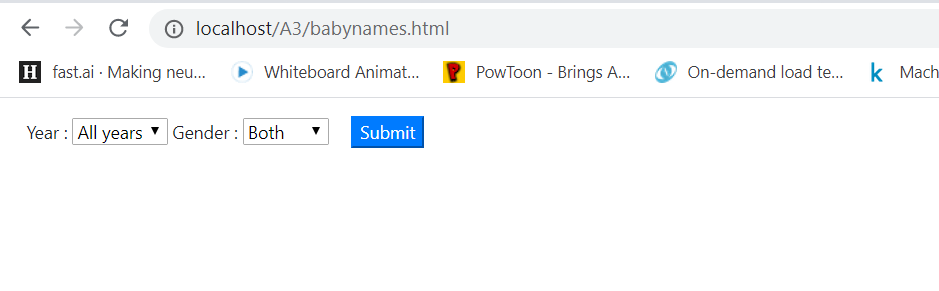 localhost/A3/babynames.html
H fast.ai · Making neu... Whiteboard Animat... P PowToon - Brings A... On-demand load te... k Mach
Year : All years ▼ Gender : Both ▼ Submit